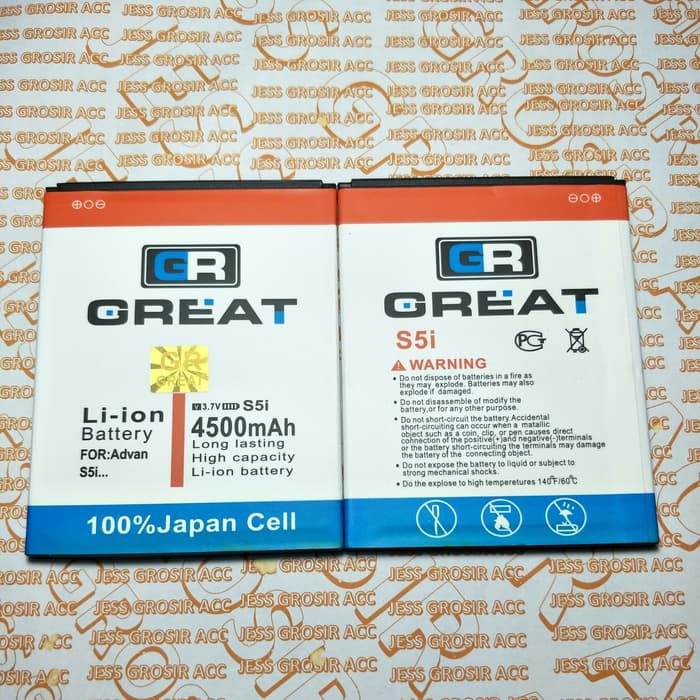 GR
GREAT
Li-ion
Battery
FOR:Advan
S5i...
V 3.7V S5i
4500mAh
Long lasting
High capacity
Li-ion battery
100%Japan Cell
GR
GREAT
S5i
PCT
WARNING
• Do not dispose of batteries in a fire as
they may explode. Batteries may also
explode if damaged.
• Do not disassemble of modify the
battery,or for any other purpose.
• Do not short-circuit the battery.Accidental
short-circuiting can occur when a metallic
object such as a coin, clip, or pen causes direct
connection of the positive(+)and negative(-)terminals
or the battery short-circuiting the terminals may damage
the battery of the connecting object.
• Do not expose the battery to liquid or subject to
strong mechanical shocks.
• Do the explose to high temperetures 140°F/60°C
JESS GROSIR ACC